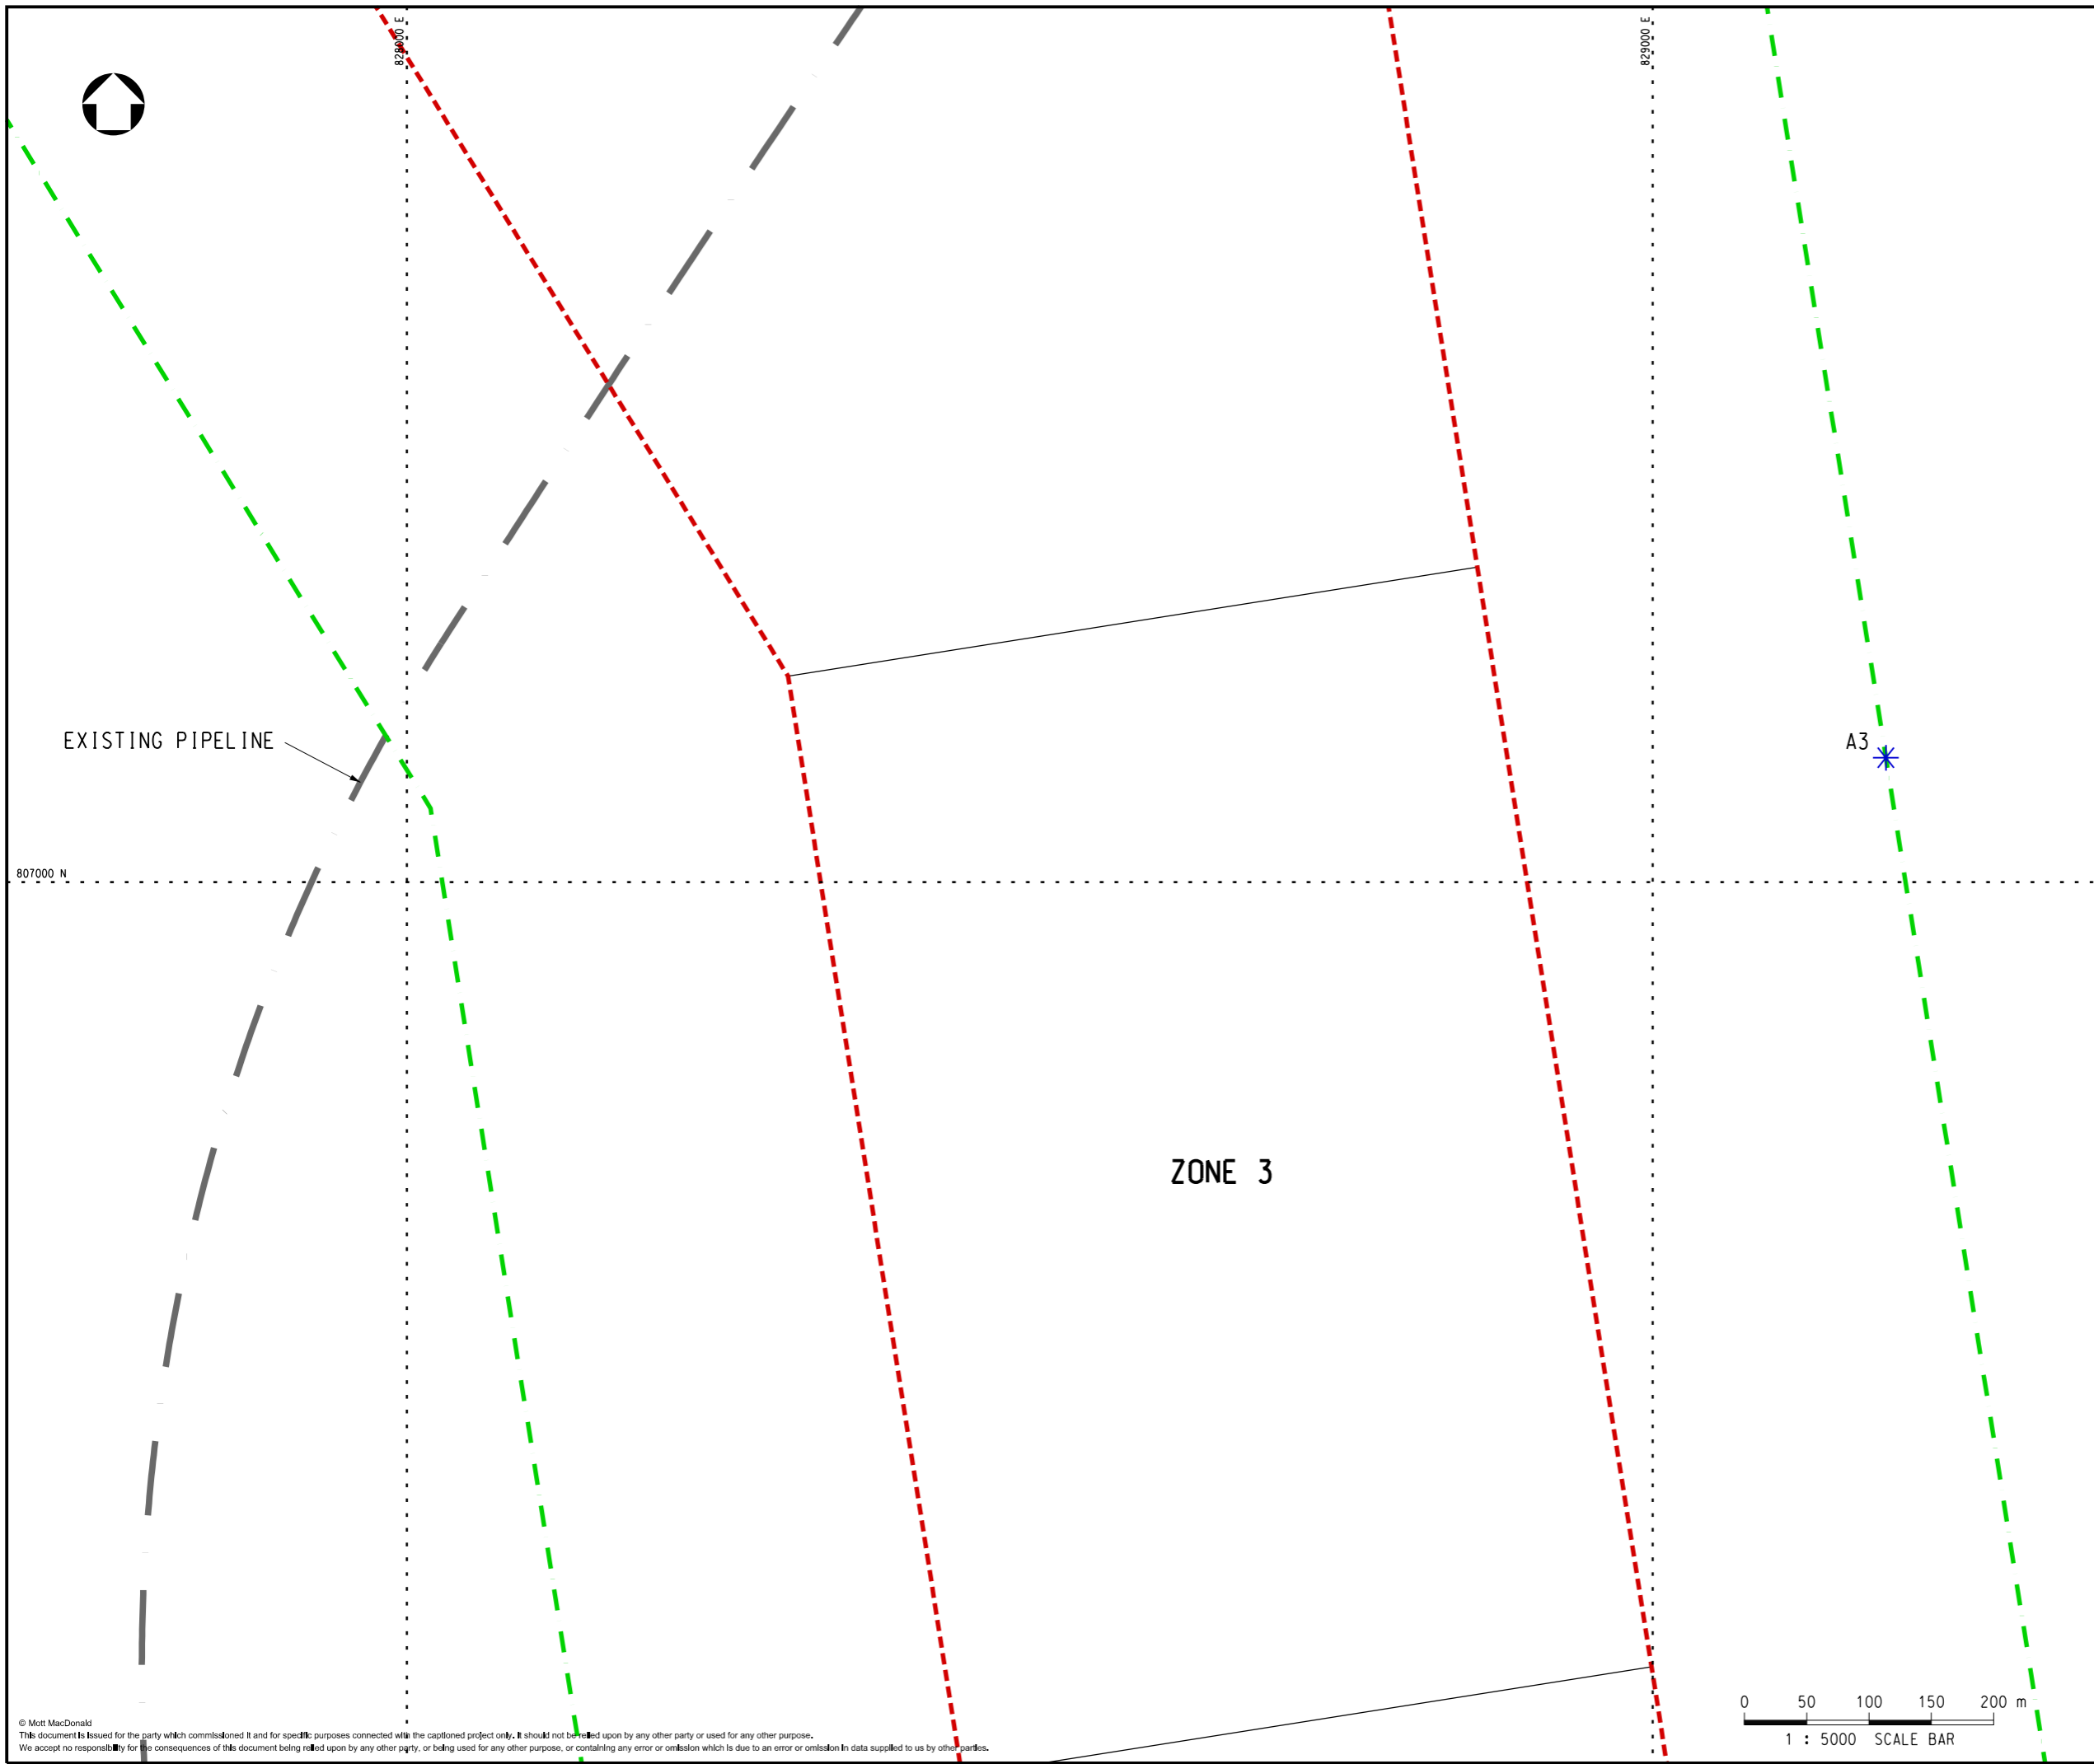 828000 E
829000 E
EXISTING PIPELINE
A3
807000 N
ZONE 3
0 50 100 150 200 m
1 : 5000 SCALE BAR
© Mott MacDonald
This document is issued for the party which commissioned it and for specific purposes connected with the captioned project only. It should not be relied upon by any other party or used for any other purpose.
We accept no responsibility for the consequences of this document being relied upon by any other party, or being used for any other purpose, or containing any error or omission which is due to an error or omission in data supplied to us by other parties.